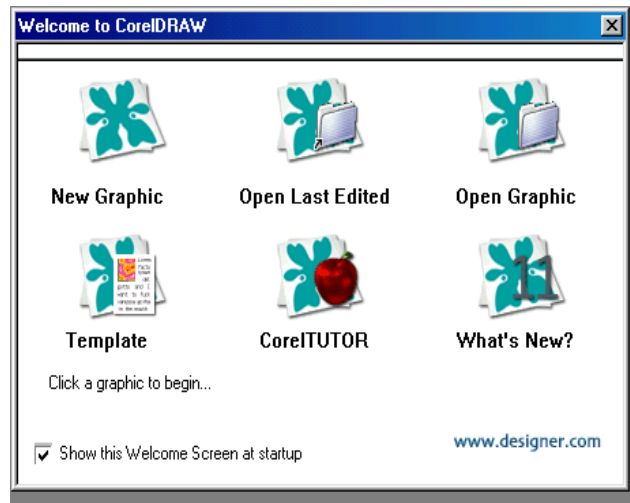 Welcome to CorelDRAW
New Graphic
Open Last Edited
Open Graphic
11
Template
CorelTUTOR
What's New?
Click a graphic to begin...
Show this Welcome Screen at startup
www.designer.com